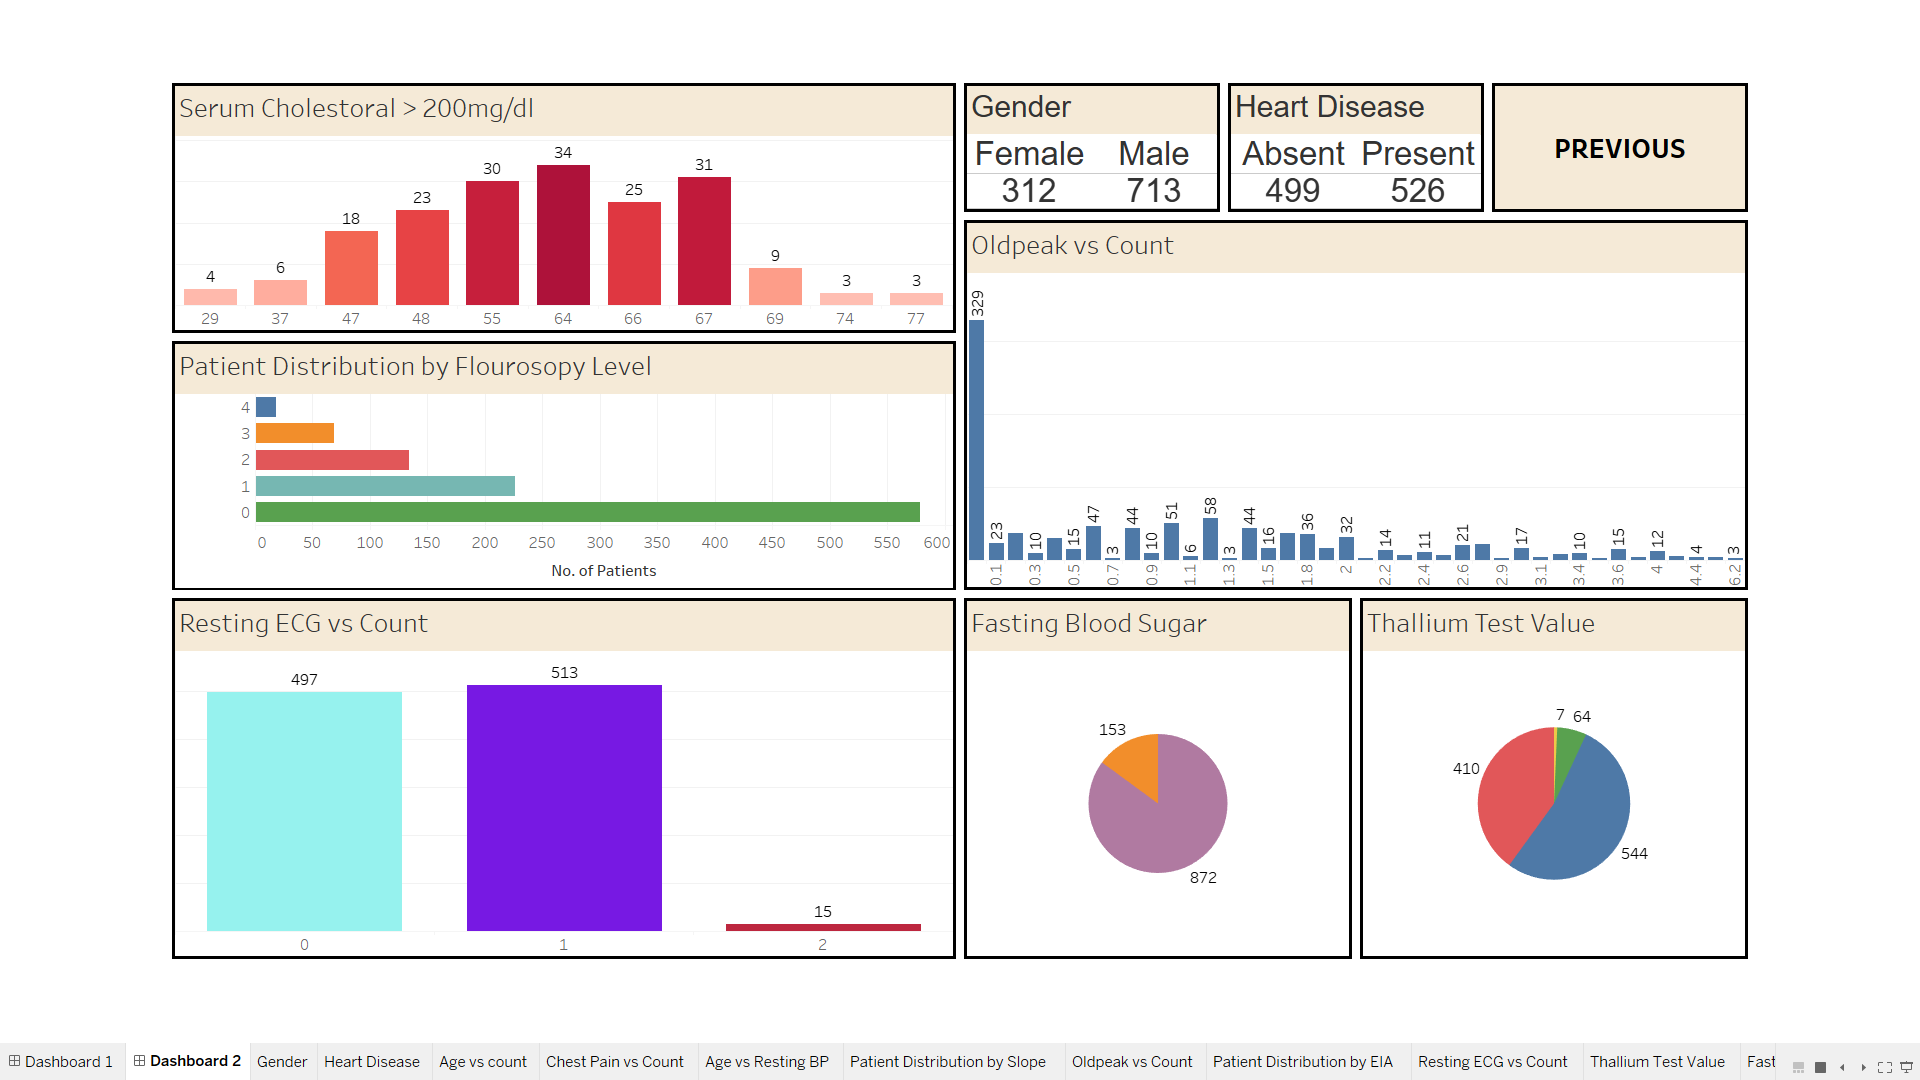 Serum Cholestoral > 200mg/dl
4 6 18 23 30 34 25 31 9 3 3
29 37 47 48 55 64 66 67 69 74 77
Gender
Female Male
312 713
Heart Disease
Absent Present
499 526
PREVIOUS
Patient Distribution by Flourosopy Level
4
3
2
1
0
0 50 100 150 200 250 300 350 400 450 500 550 600
No. of Patients
Oldpeak vs Count
329 23 10 15 47 3 44 10 51 6 58 3 44 16 36 32 14 11 21 17 10 15 12 4 3
0.1 0.3 0.5 0.7 0.9 1.1 1.3 1.5 1.8 2 2.2 2.4 2.6 2.9 3.1 3.4 3.6 4 4.4 6.2
Resting ECG vs Count
497 513 15
0 1 2
Fasting Blood Sugar
153
872
Thallium Test Value
7 64
410
544
Dashboard 1 Dashboard 2 Gender Heart Disease Age vs count Chest Pain vs Count Age vs Resting BP Patient Distribution by Slope Oldpeak vs Count Patient Distribution by EIA Resting ECG vs Count Thallium Test Value Fast